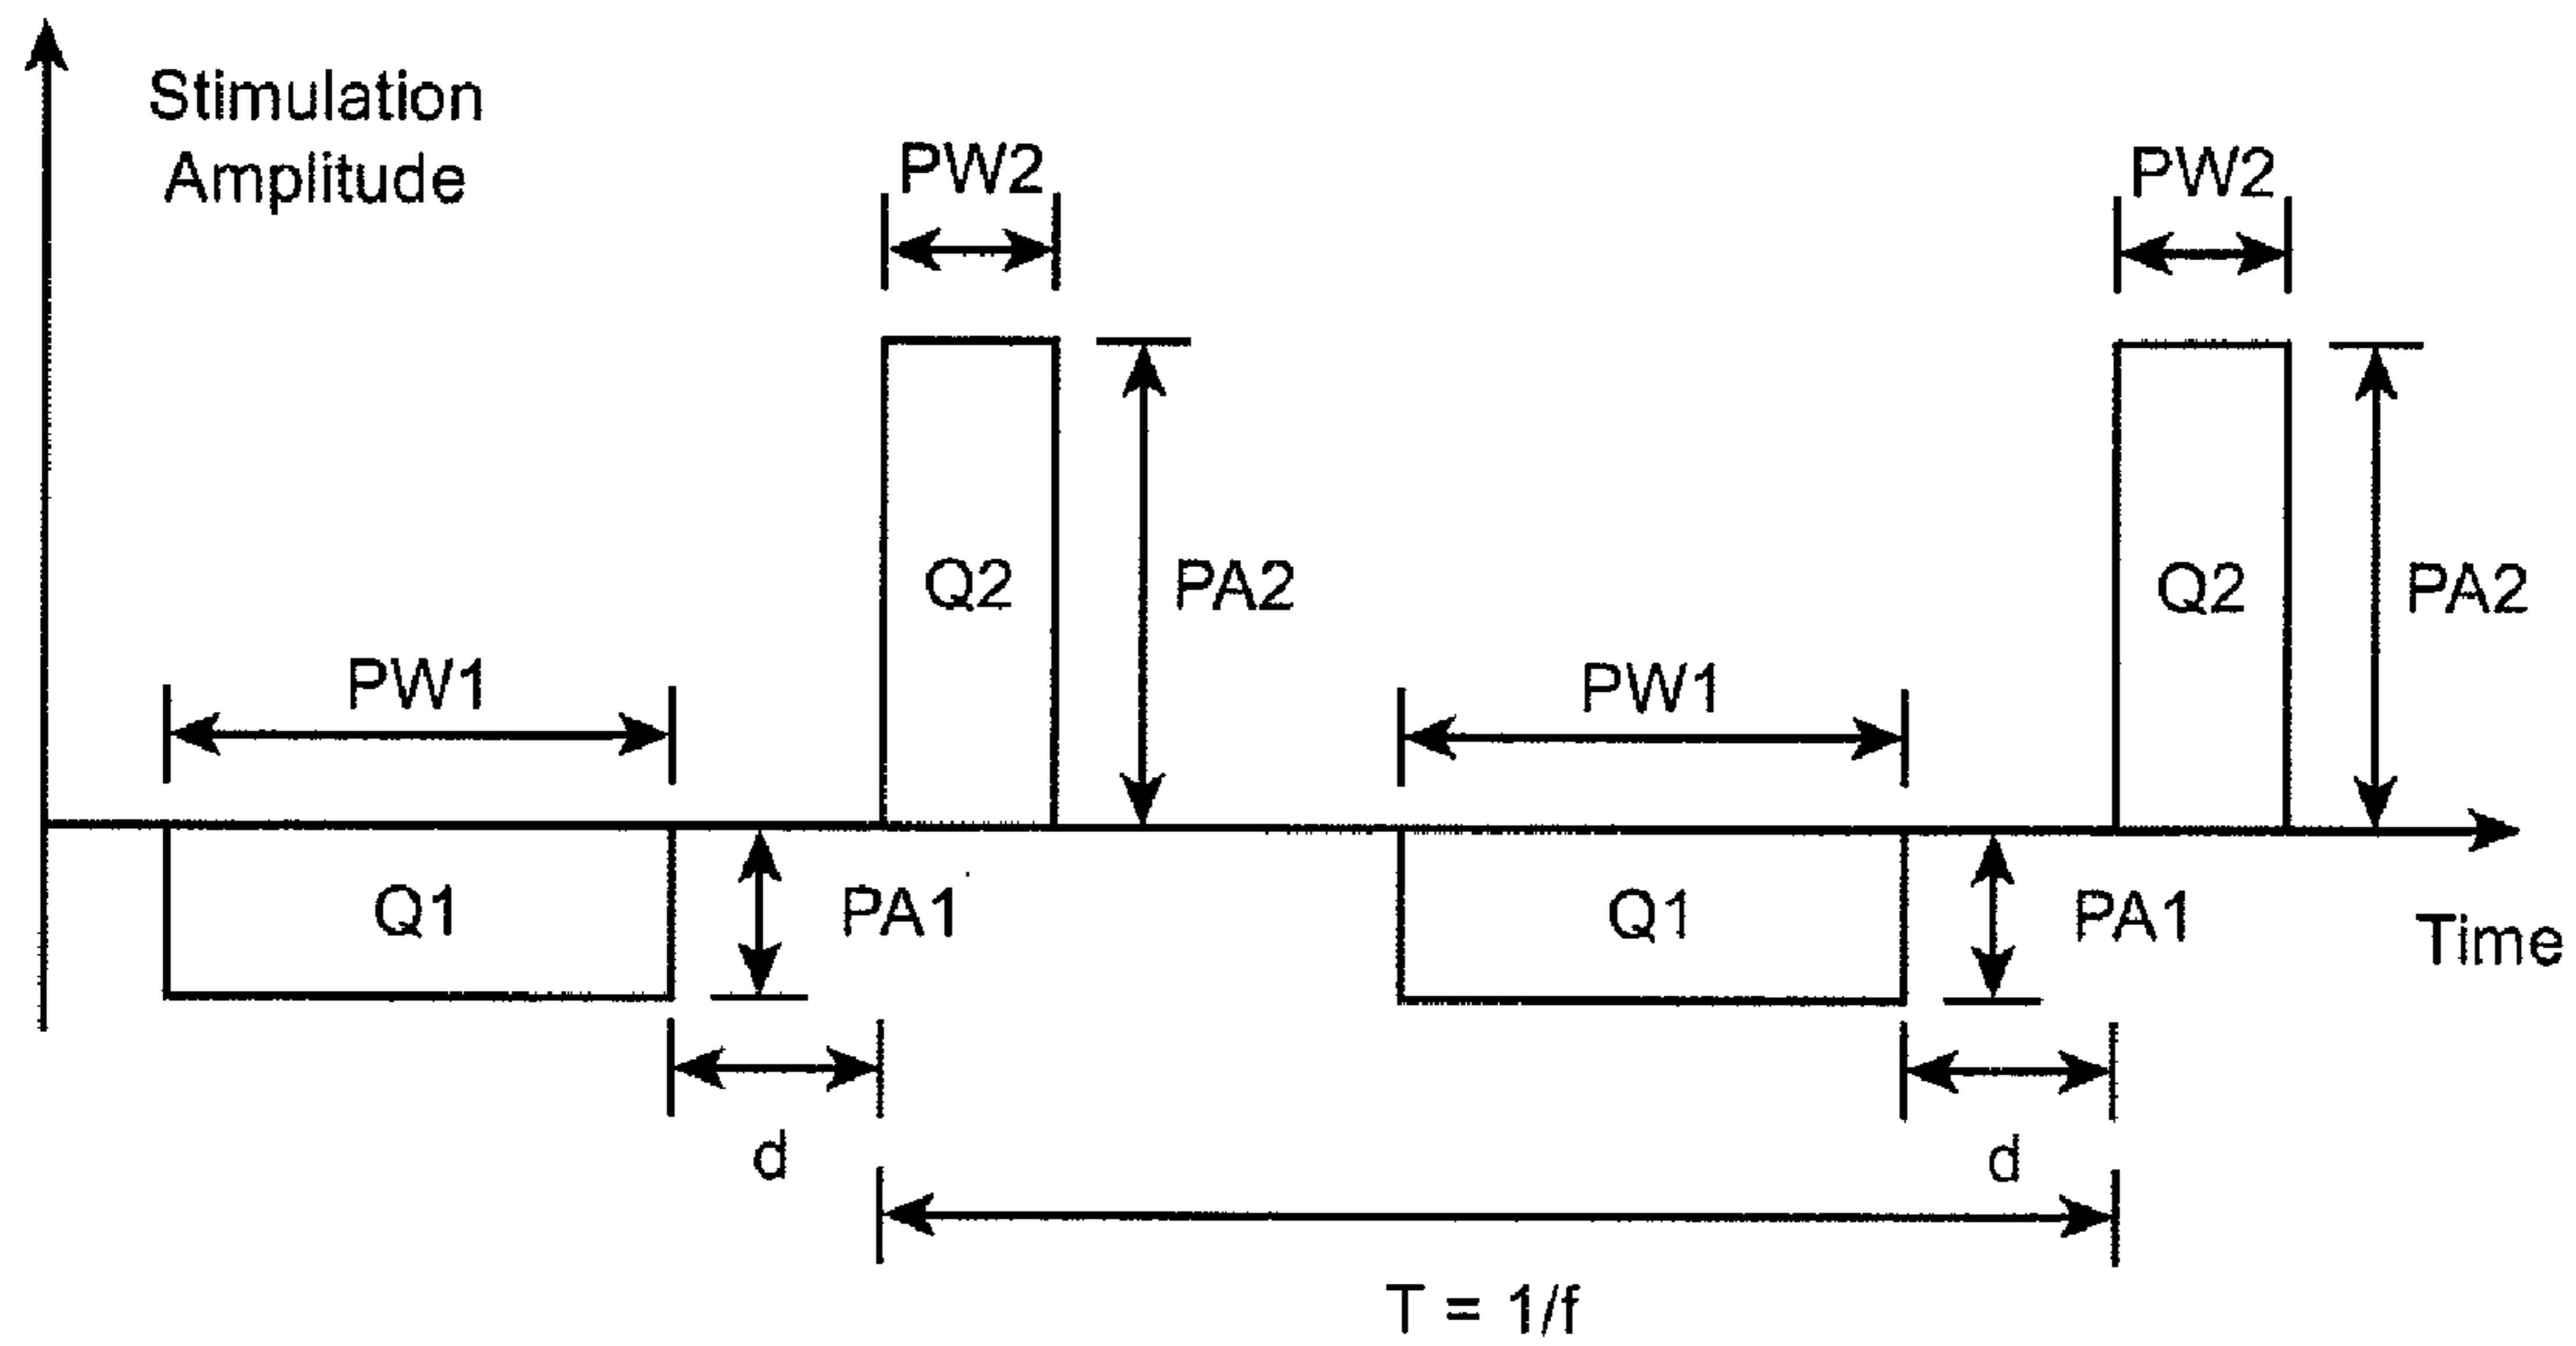 Stimulation
Amplitude
PW2
PW2
Q2
PA2
Q2
PA2
PW1
PW1
Q1
PA1
Q1
PA1
Time
d
d
T = 1/f